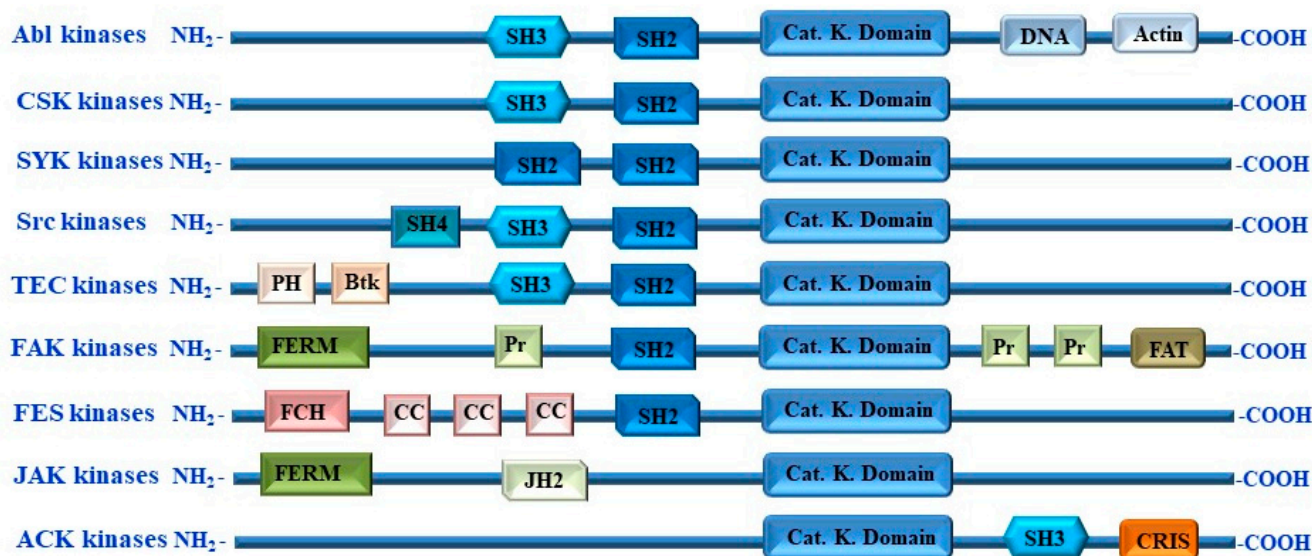 Abl kinases NH2- SH3 SH2 Cat. K. Domain DNA Actin -COOH
CSK kinases NH2- SH3 SH2 Cat. K. Domain -COOH
SYK kinases NH2- SH2 SH2 Cat. K. Domain -COOH
Src kinases NH2- SH4 SH3 SH2 Cat. K. Domain -COOH
TEC kinases NH2- PH Btk SH3 SH2 Cat. K. Domain -COOH
FAK kinases NH2- FERM Pr SH2 Cat. K. Domain Pr Pr FAT -COOH
FES kinases NH2- FCH CC CC CC SH2 Cat. K. Domain -COOH
JAK kinases NH2- FERM JH2 Cat. K. Domain -COOH
ACK kinases NH2- Cat. K. Domain SH3 CRIS -COOH